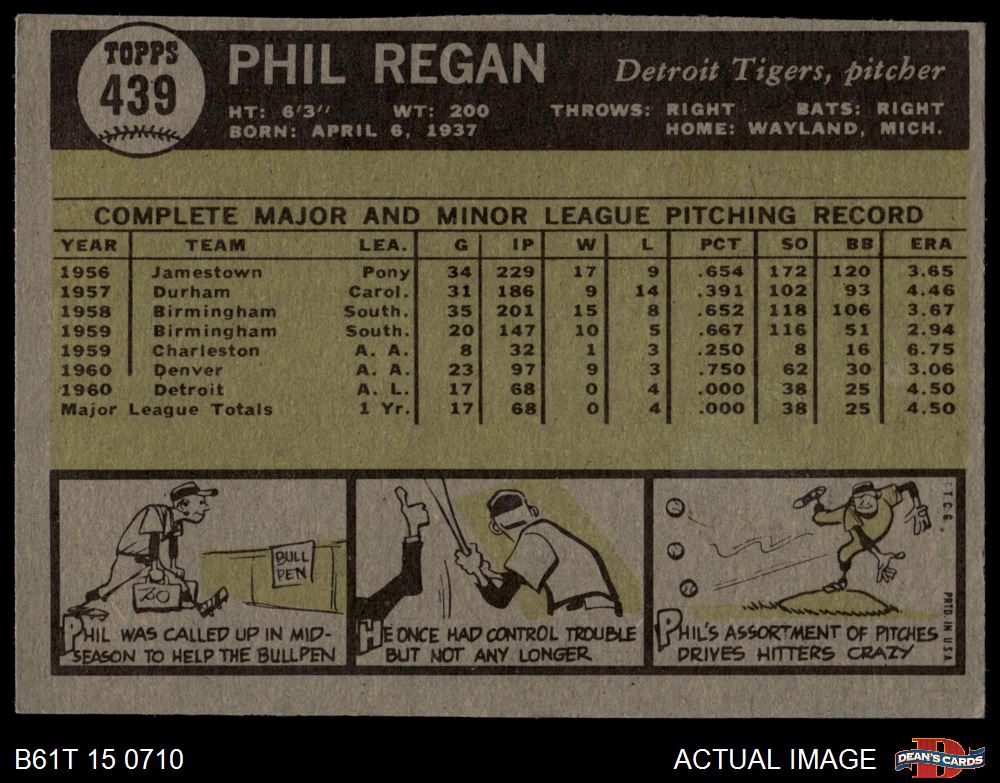 TOPPS
439
PHIL REGAN
Detroit Tigers, pitcher
HT: 6'3" WT: 200 THROWS: RIGHT BATS: RIGHT
BORN: APRIL 6, 1937 HOME: WAYLAND, MICH.
COMPLETE MAJOR AND MINOR LEAGUE PITCHING RECORD
YEAR TEAM LEA. G IP W L PCT SO BB ERA
1956 Jamestown Pony 34 229 17 9 .654 172 120 3.65
1957 Durham Carol. 31 186 9 14 .391 102 93 4.46
1958 Birmingham South. 35 201 15 8 .652 118 106 3.67
1959 Birmingham South. 20 147 10 5 .667 116 51 2.94
1959 Charleston A. A. 8 32 1 3 .250 8 16 6.75
1960 Denver A. A. 23 97 9 3 .750 62 30 3.06
1960 Detroit A. L. 17 68 0 4 .000 38 25 4.50
Major League Totals 1 Yr. 17 68 0 4 .000 38 25 4.50
BULL
PEN
PHIL WAS CALLED UP IN MID-
SEASON TO HELP THE BULLPEN
HE ONCE HAD CONTROL TROUBLE
BUT NOT ANY LONGER
PHIL'S ASSORTMENT OF PITCHES
DRIVES HITTERS CRAZY
T.C.G. PRTD. IN U.S.A.
B61T 15 0710
ACTUAL IMAGE
DEAN'S CARDS